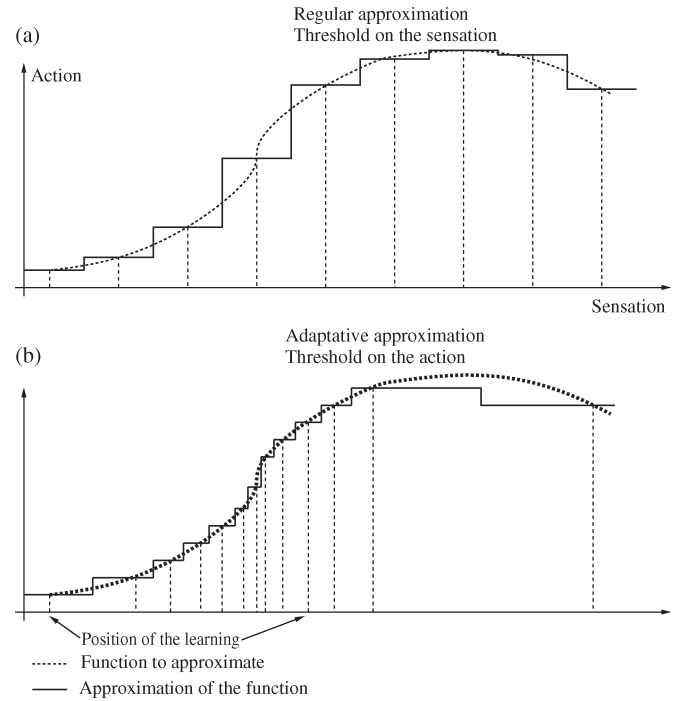 Regular approximation
(a)
Threshold on the sensation
Action
Sensation
Adaptative approximation
(b)
Threshold on the action
Position of the learning
Function to approximate
Approximation of the function